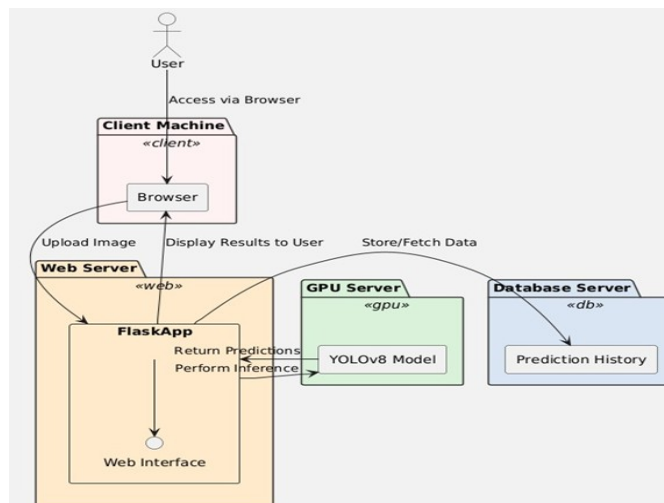 User
Access via Browser
Client Machine
«client»
Browser
Upload Image
Display Results to User
Store/Fetch Data
Web Server
«web»
GPU Server
«gpu»
Database Server
«db»
FlaskApp
Return Predictions
YOLOv8 Model
Prediction History
Perform Inference
Web Interface